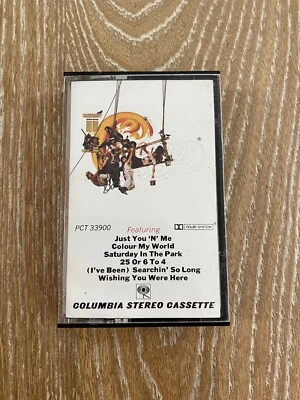 PCT 33900
Featuring
DOLBY SYSTEM
Just You 'N' Me
Colour My World
Saturday In The Park
25 Or 6 To 4
(I've Been) Searchin' So Long
Wishing You Were Here
COLUMBIA STEREO CASSETTE